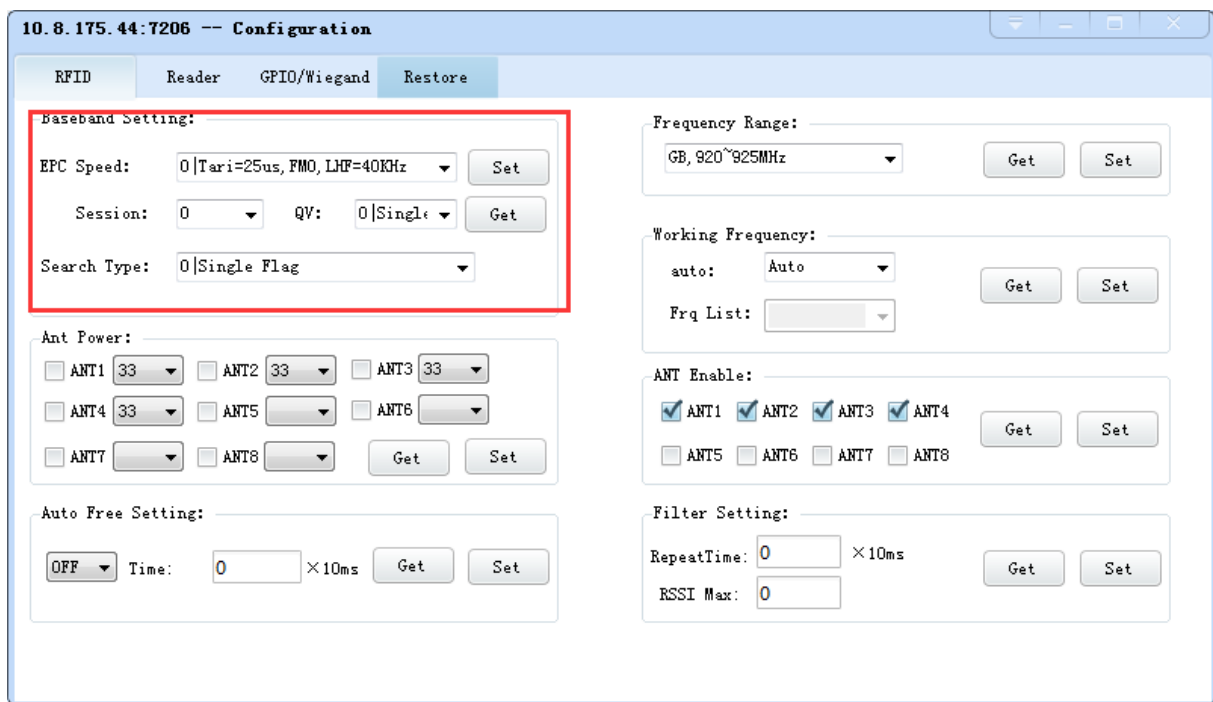 10.8.175.44:7206 -- Configuration
RFID Reader GPIO/Wiegand Restore
Baseband Setting:
EPC Speed: 0|Tari=25us, FM0, LHF=40KHz Set
Session: 0 QV: 0|Single Get
Search Type: 0|Single Flag
Ant Power:
ANT1 33 ANT2 33 ANT3 33
ANT4 33 ANT5 ANT6
ANT7 ANT8 Get Set
Auto Free Setting:
OFF Time: 0 ×10ms Get Set
Frequency Range:
GB, 920~925MHz Get Set
Working Frequency:
auto: Auto
Get Set
Frq List:
ANT Enable:
ANT1 ANT2 ANT3 ANT4
Get Set
ANT5 ANT6 ANT7 ANT8
Filter Setting:
RepeatTime: 0 ×10ms
Get Set
RSSI Max: 0